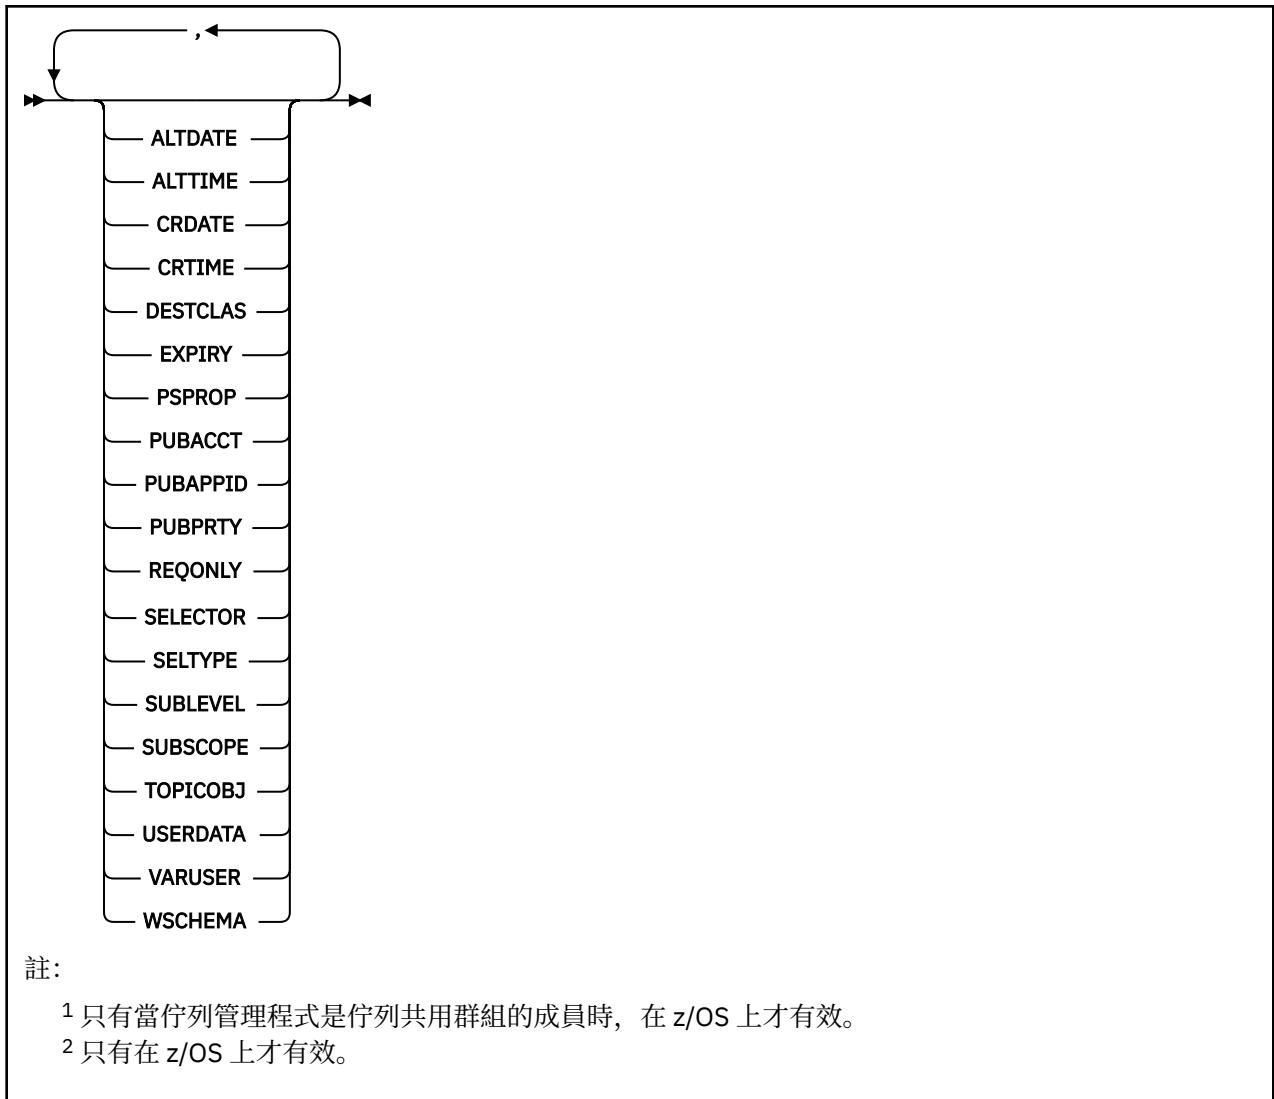 ,
ALTDATE
ALTTIME
CRDATE
CRTIME
DESTCLAS
EXPIRY
PSPROP
PUBACCT
PUBAPPID
PUBPRTY
REQONLY
SELECTOR
SELTYPE
SUBLEVEL
SUBSCOPE
TOPICOBJ
USERDATA
VARUSER
WSCHEMA
註：
1 只有當佇列管理程式是佇列共用群組的成員時，在 z/OS 上才有效。
2 只有在 z/OS 上才有效。